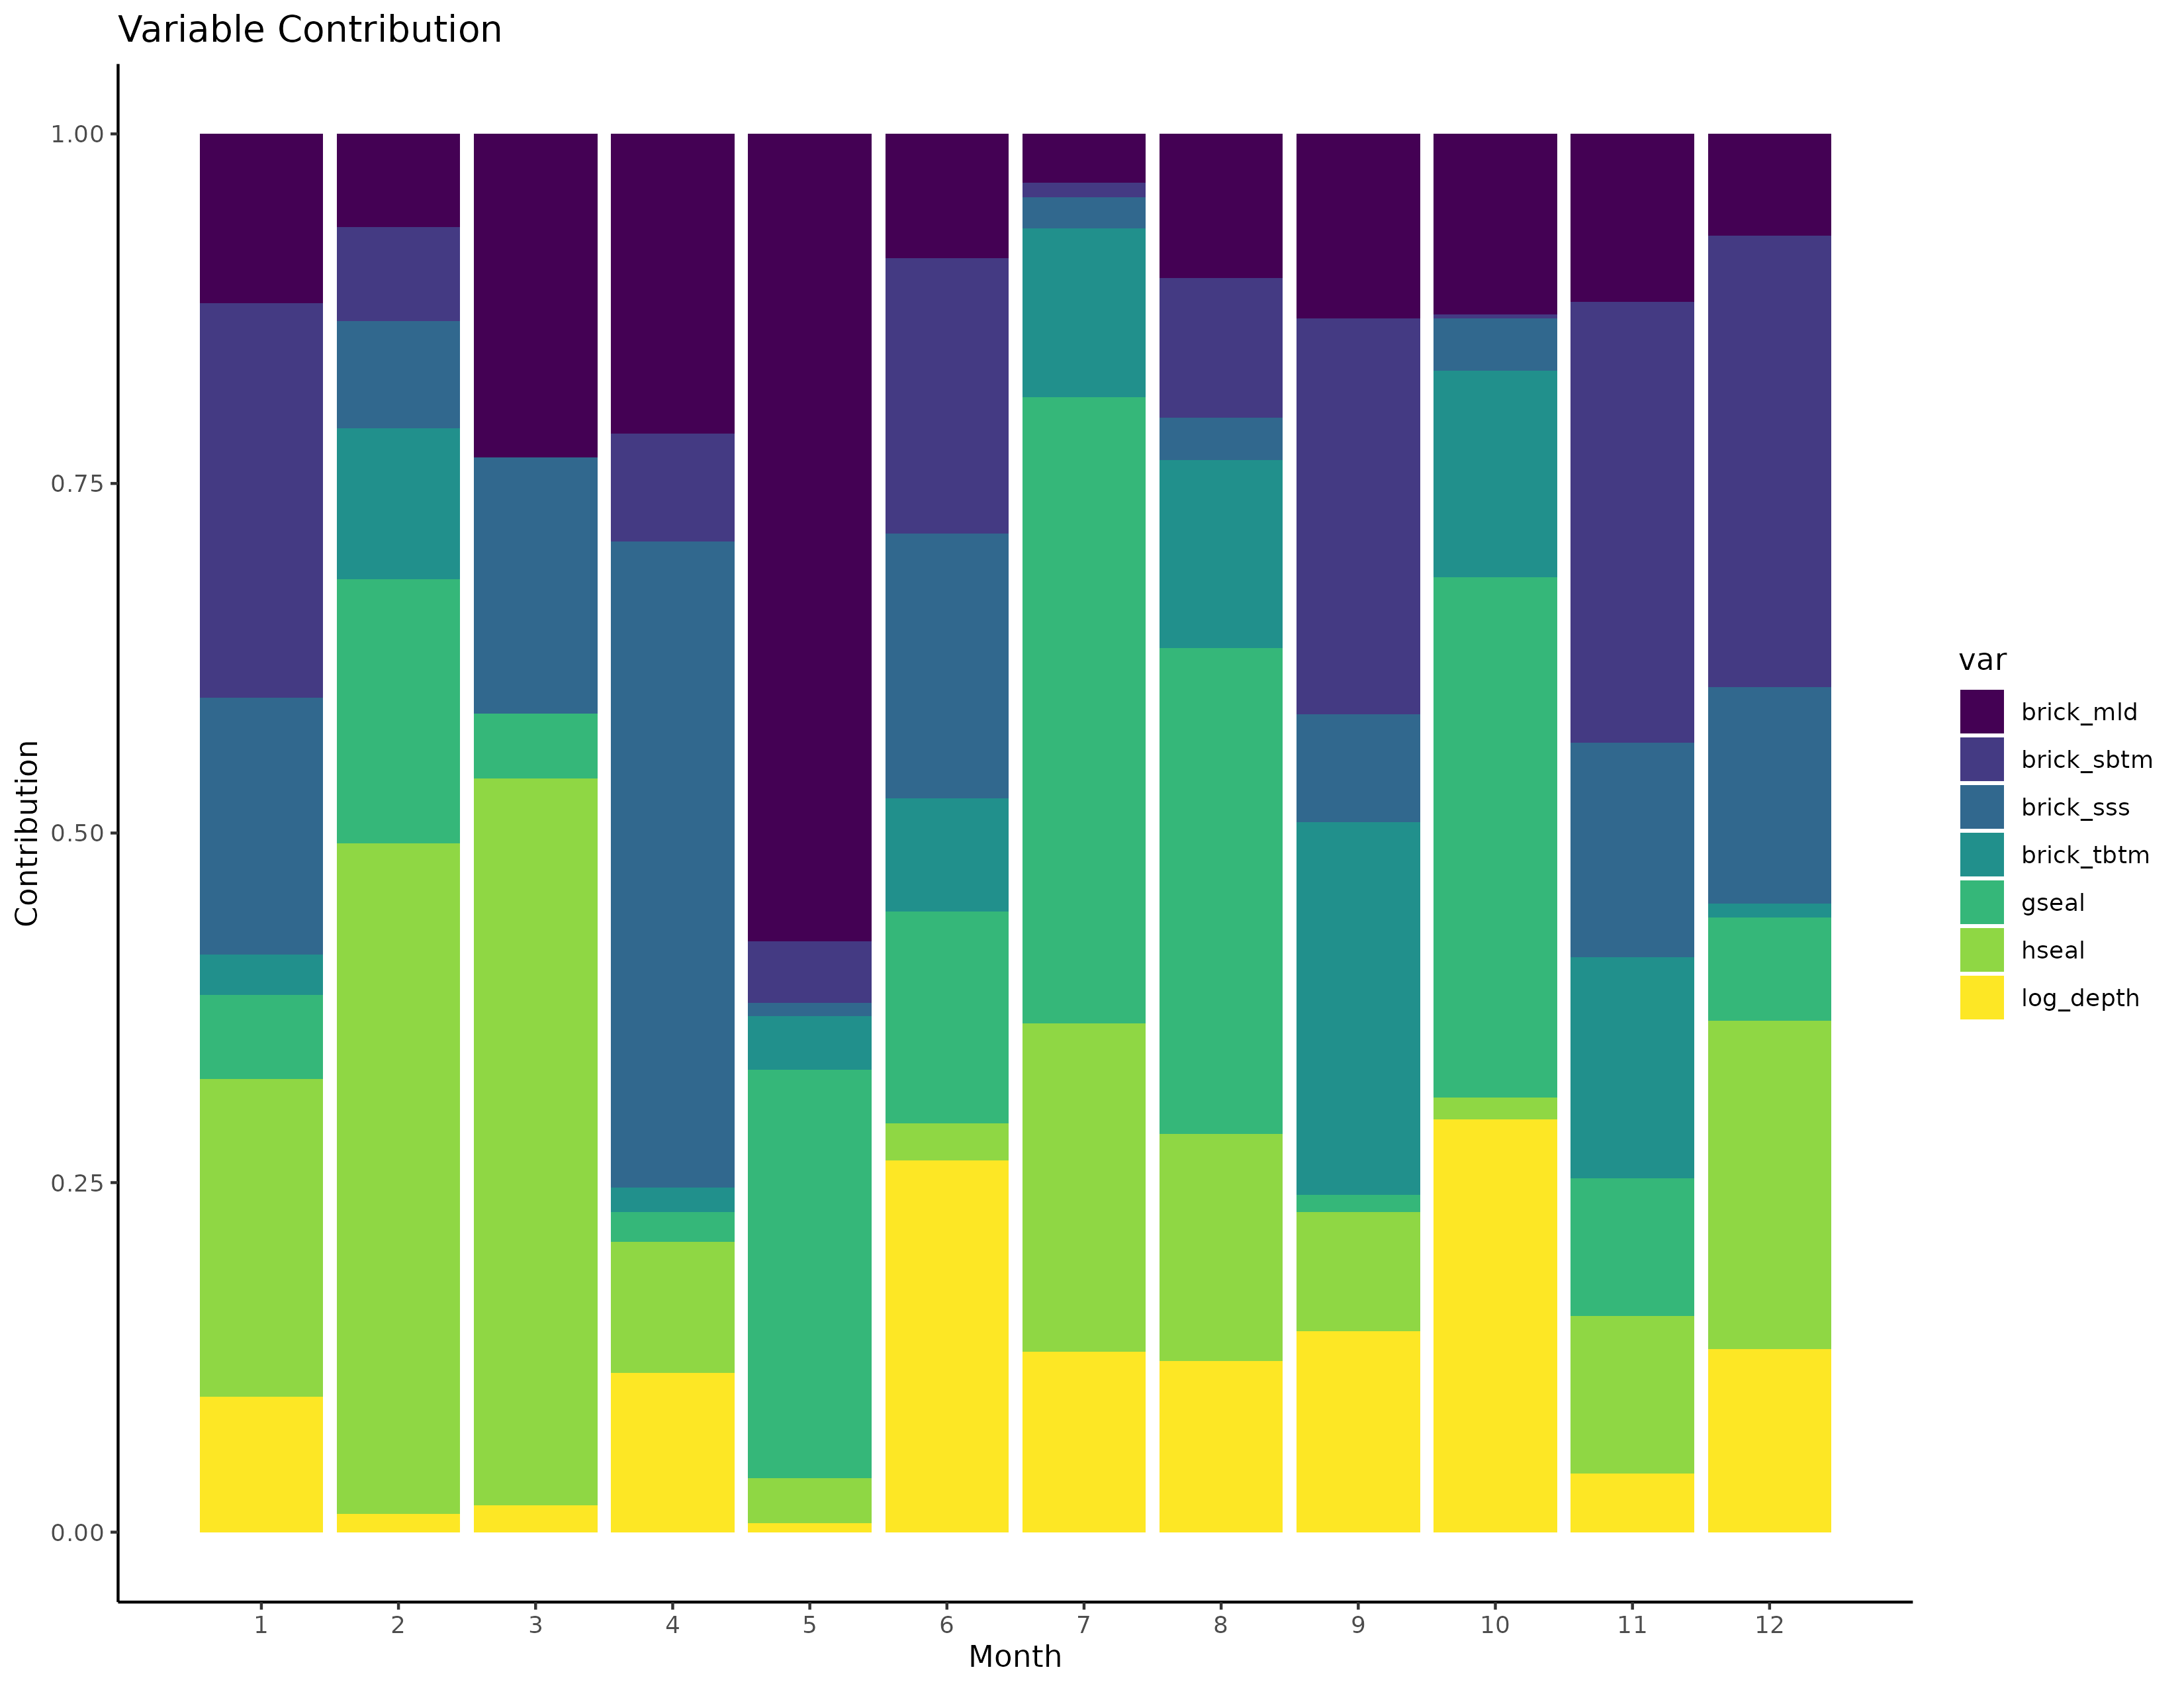 Variable Contribution
1.00
0.75
0.50
0.25
0.00
Contribution
1 2 3 4 5 6 7 8 9 10 11 12
Month
var
brick_mld
brick_sbtm
brick_sss
brick_tbtm
gseal
hseal
log_depth